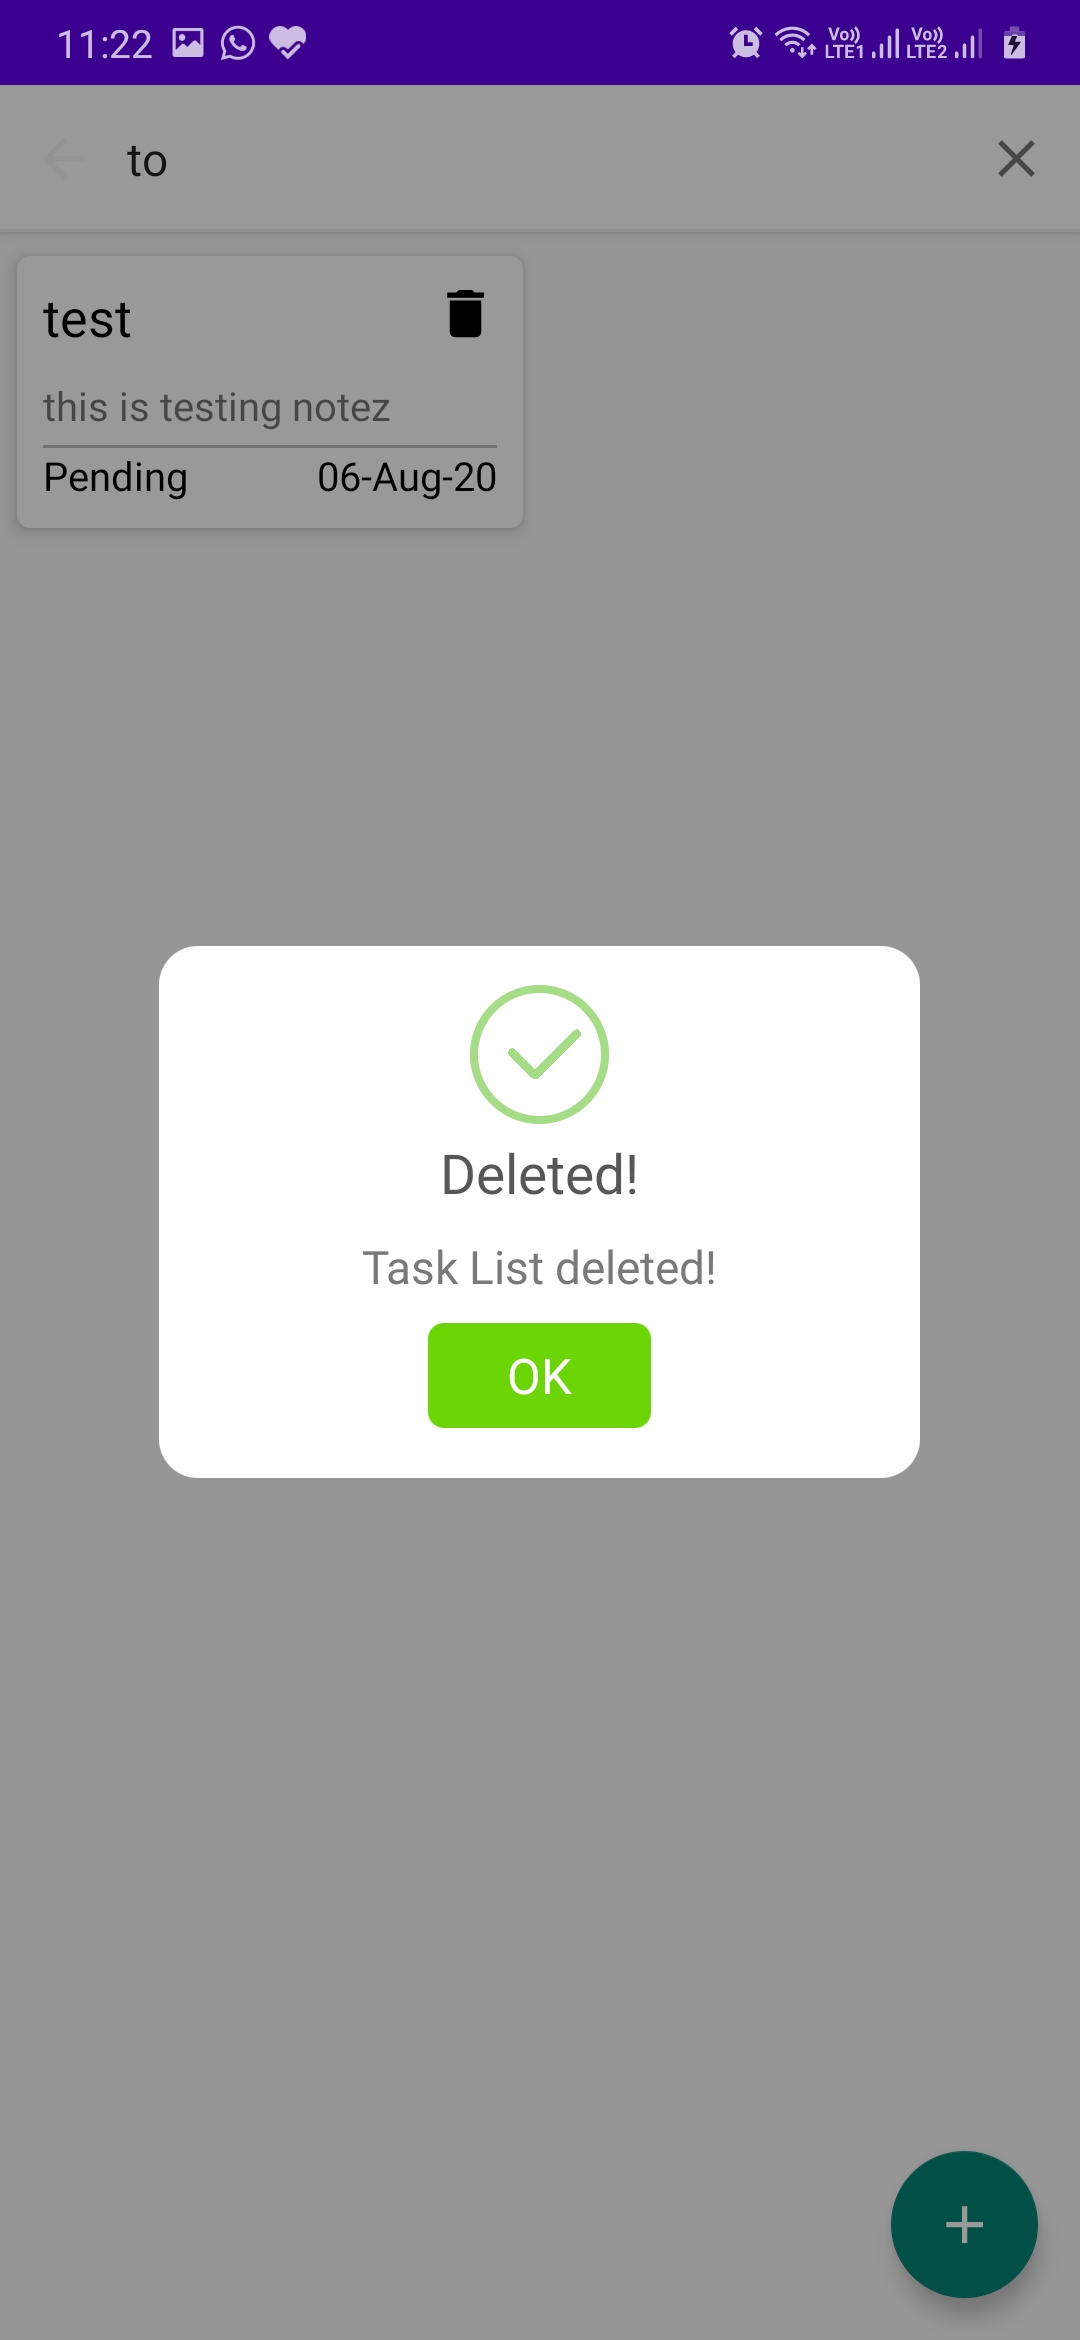 11:22 Vo)) LTE1 Vo)) LTE2
to
test
this is testing notez
Pending 06-Aug-20
Deleted!
Task List deleted!
OK